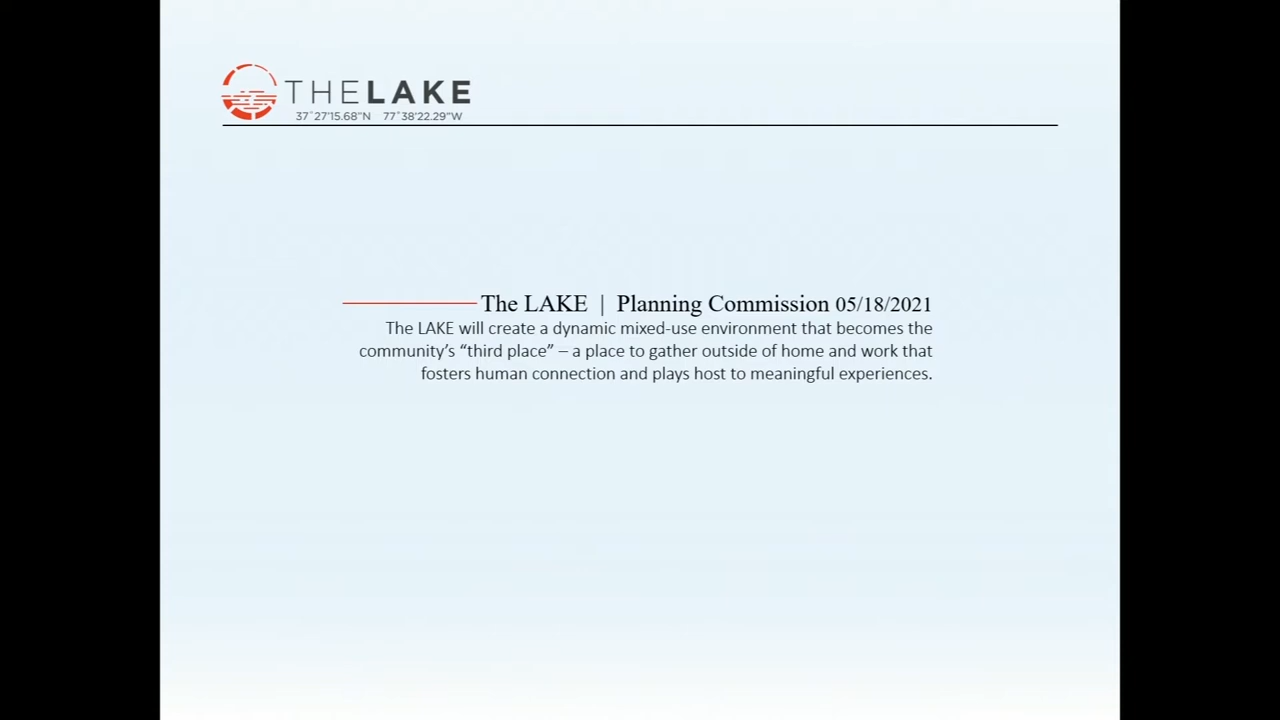 THELAKE
37°27'15.68"N 77°38'22.29"W
The LAKE | Planning Commission 05/18/2021
The LAKE will create a dynamic mixed-use environment that becomes the
community's “third place” – a place to gather outside of home and work that
fosters human connection and plays host to meaningful experiences.